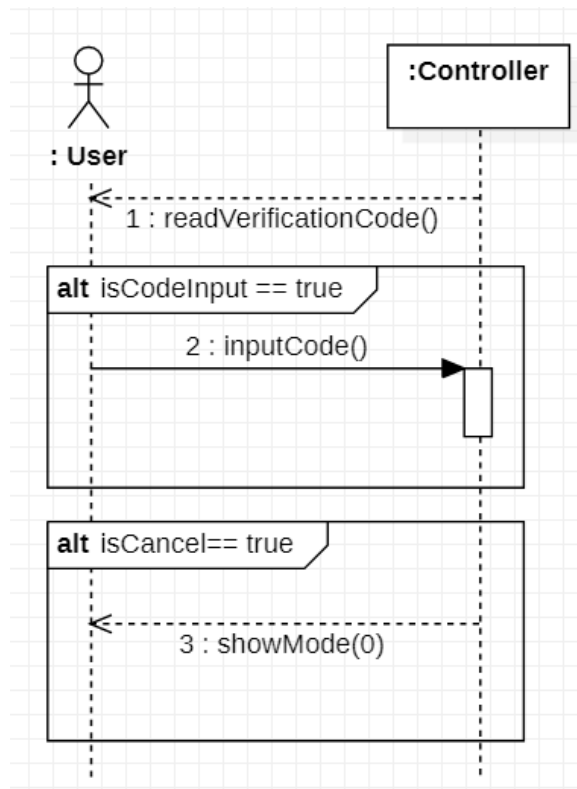 :Controller
: User
1 : readVerificationCode()
alt isCodeInput == true
2 : inputCode()
alt isCancel== true
3 : showMode(0)